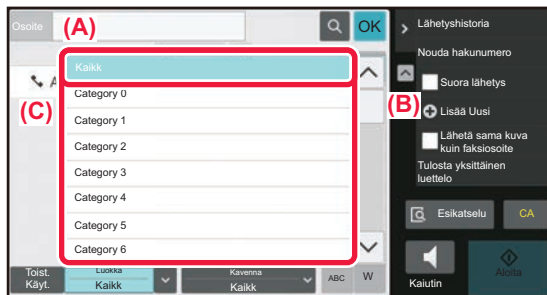 Osoite
(A)
OK
Kaikk
A
(C)
Category 0
Category 1
Category 2
Category 3
Category 4
Category 5
Category 6
Toist.
Käyt.
Luokka
Kaikk
Kavenna
Kaikk
ABC
W
Lähetyshistoria
Nouda hakunumero
Suora lähetys
(B)
Lisää Uusi
Lähetä sama kuva
kuin faksiosoite
Tulosta yksittäinen
luettelo
Esikatselu
CA
Kaiutin
Aloita